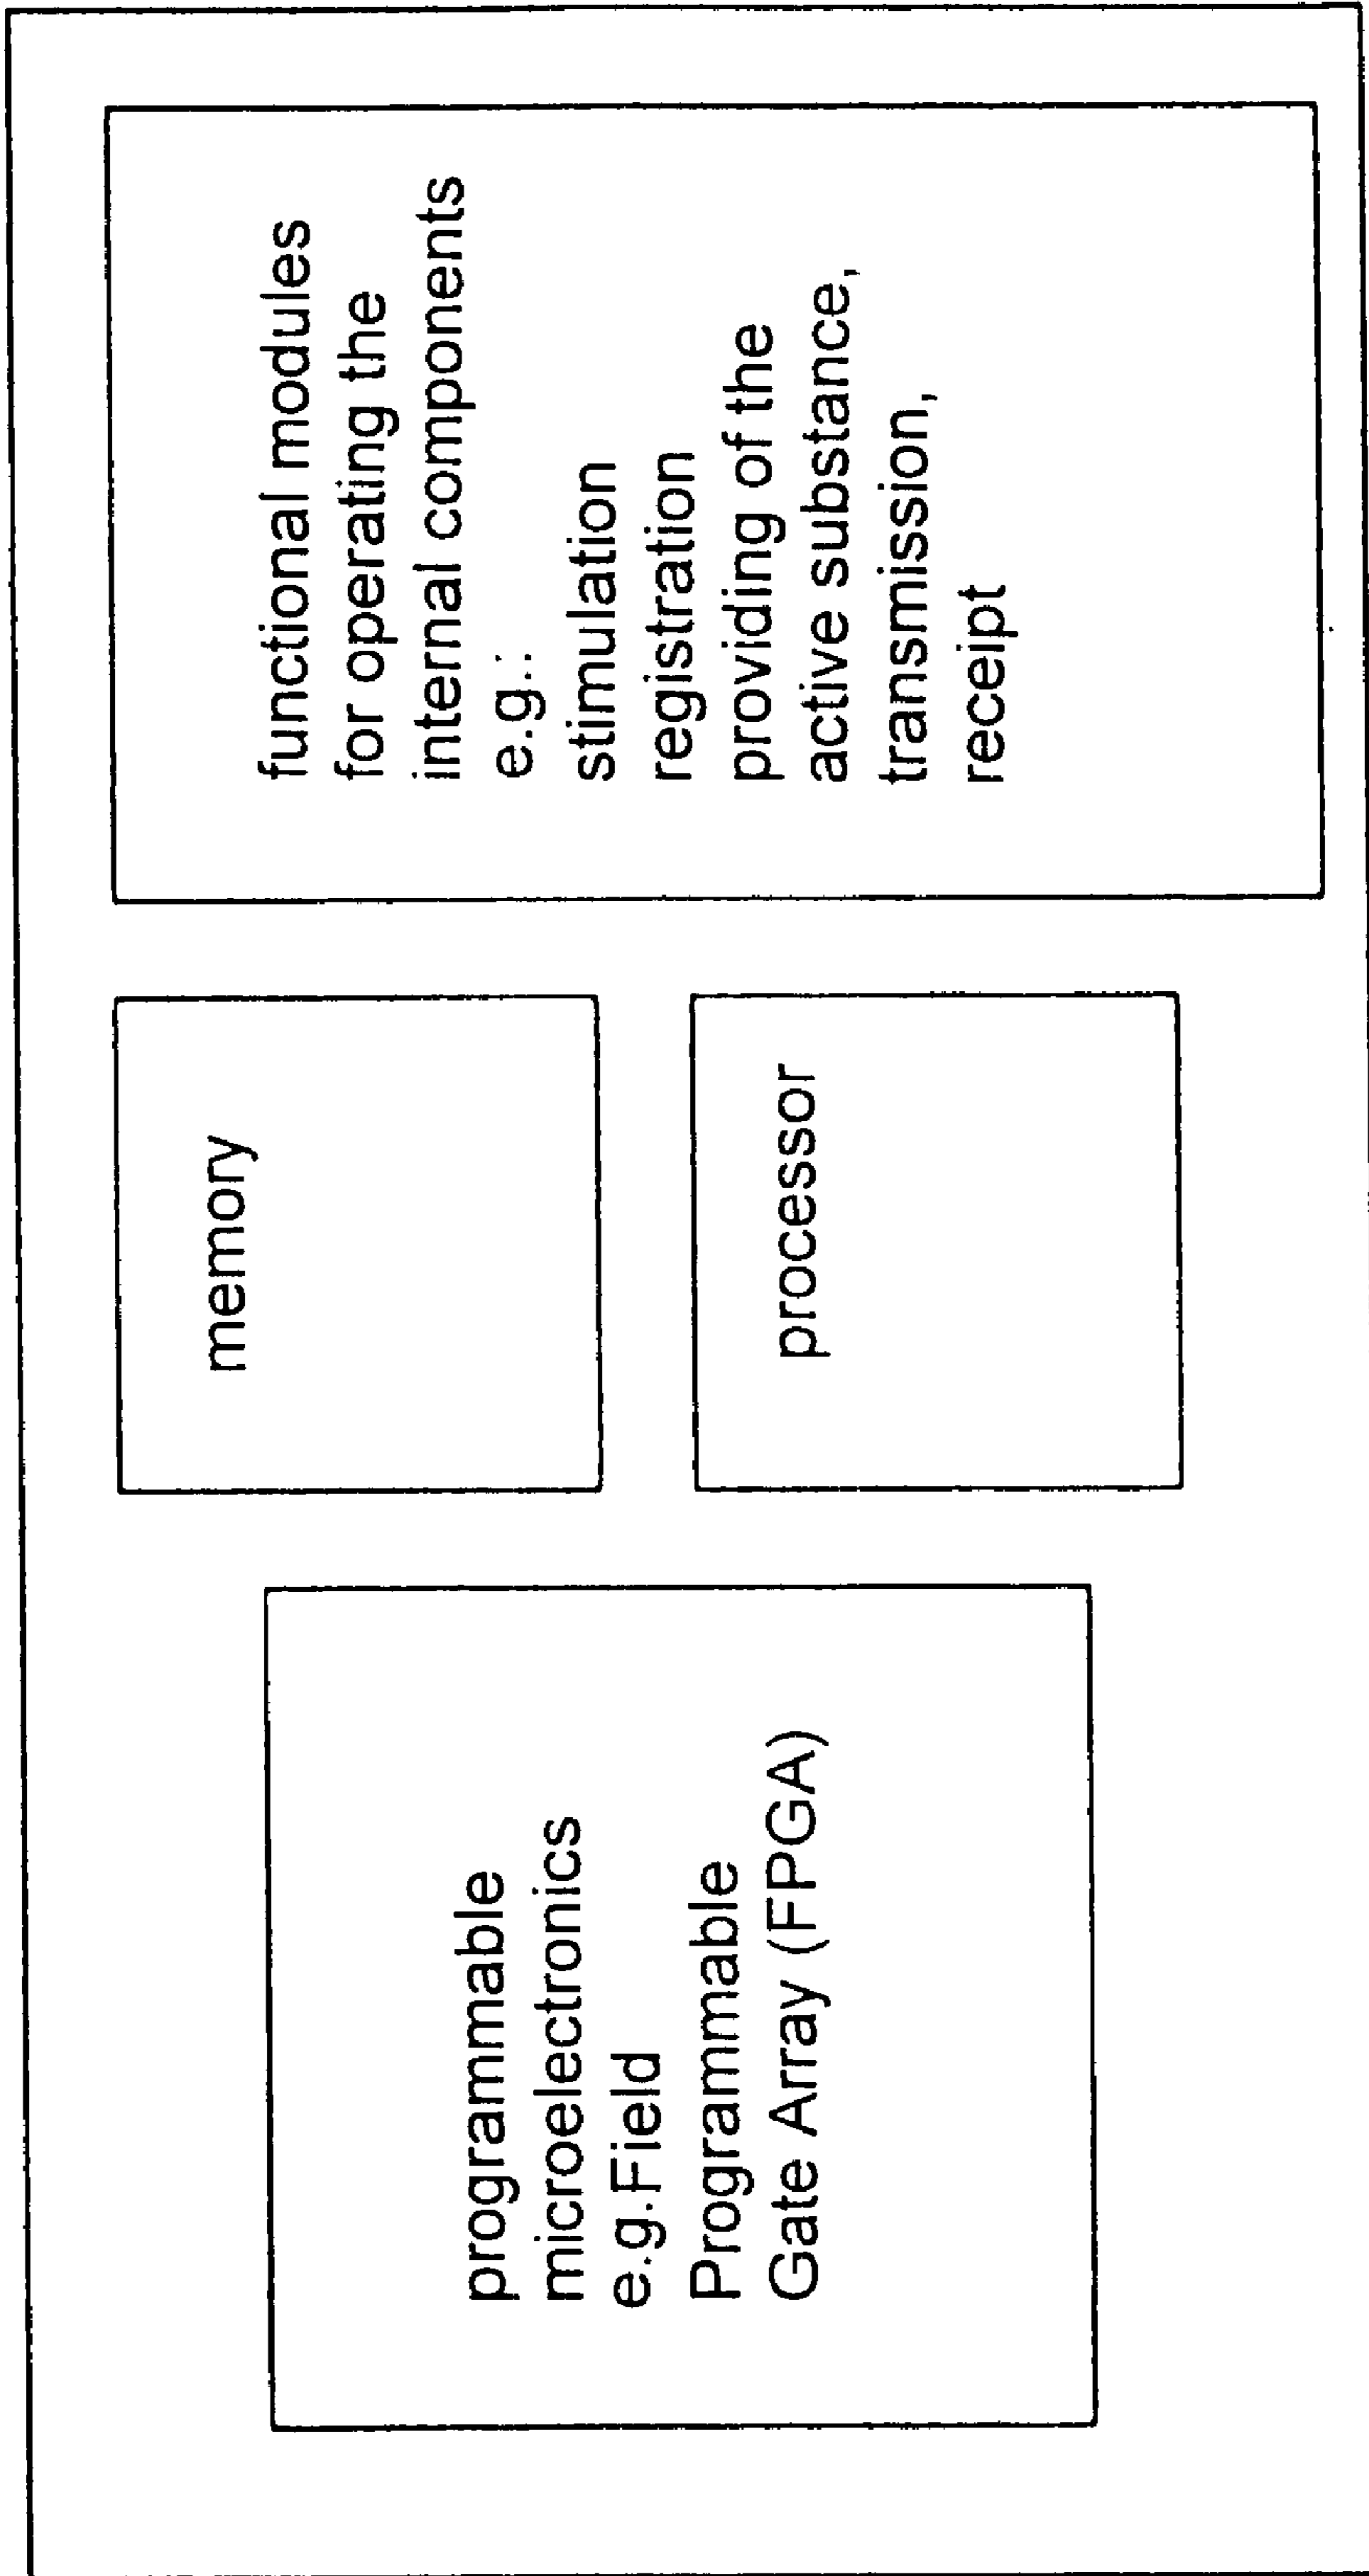 programmable
microelectronics
e.g.Field
Programmable
Gate Array (FPGA)
memory
processor
functional modules
for operating the
internal components
e.g.:
stimulation
registration
providing of the
active substance,
transmission,
receipt